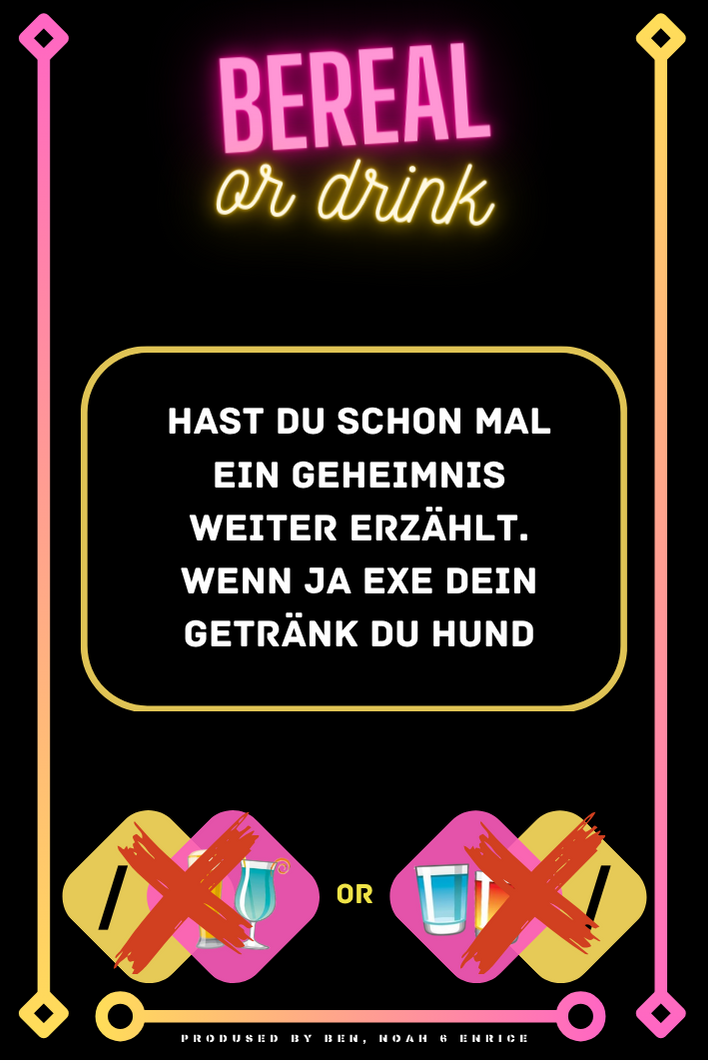 BEREAL
or drink
HAST DU SCHON MAL
EIN GEHEIMNIS
WEITER ERZÄHLT.
WENN JA EXE DEIN
GETRÄNK DU HUND
/
OR
/
PRODUSED BY BEN, NOAH & ENRICE